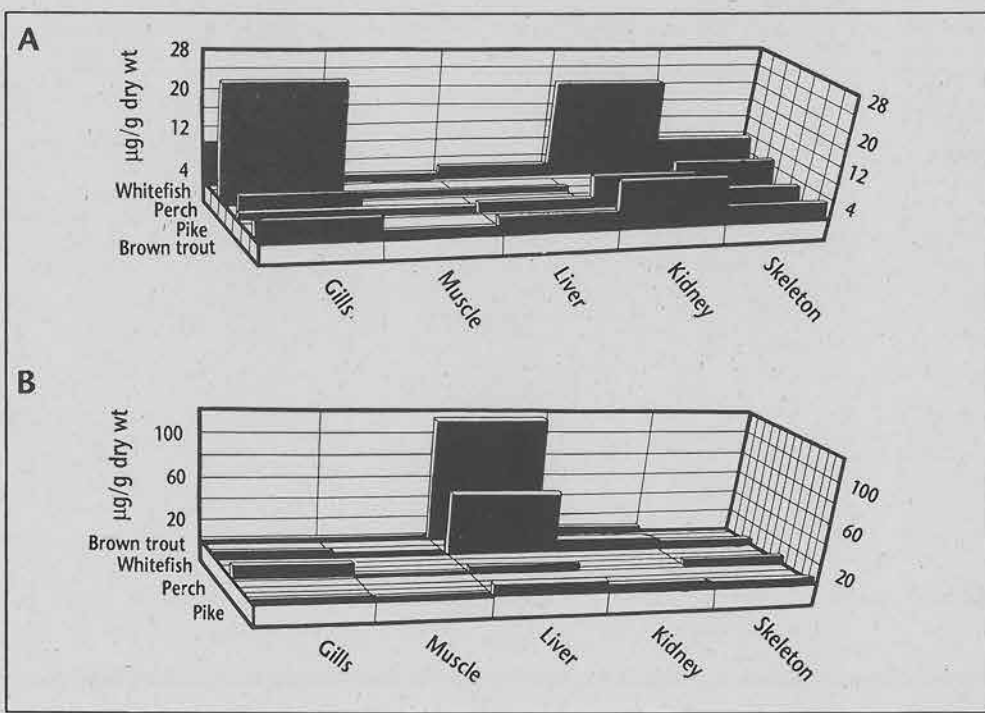 A
µg/g dry wt
28
20
12
4
Whitefish
Perch
Pike
Brown trout
Gills
Muscle
Liver
Kidney
Skeleton
28
20
12
4
B
µg/g dry wt
100
60
20
Brown trout
Whitefish
Perch
Pike
Gills
Muscle
Liver
Kidney
Skeleton
100
60
20